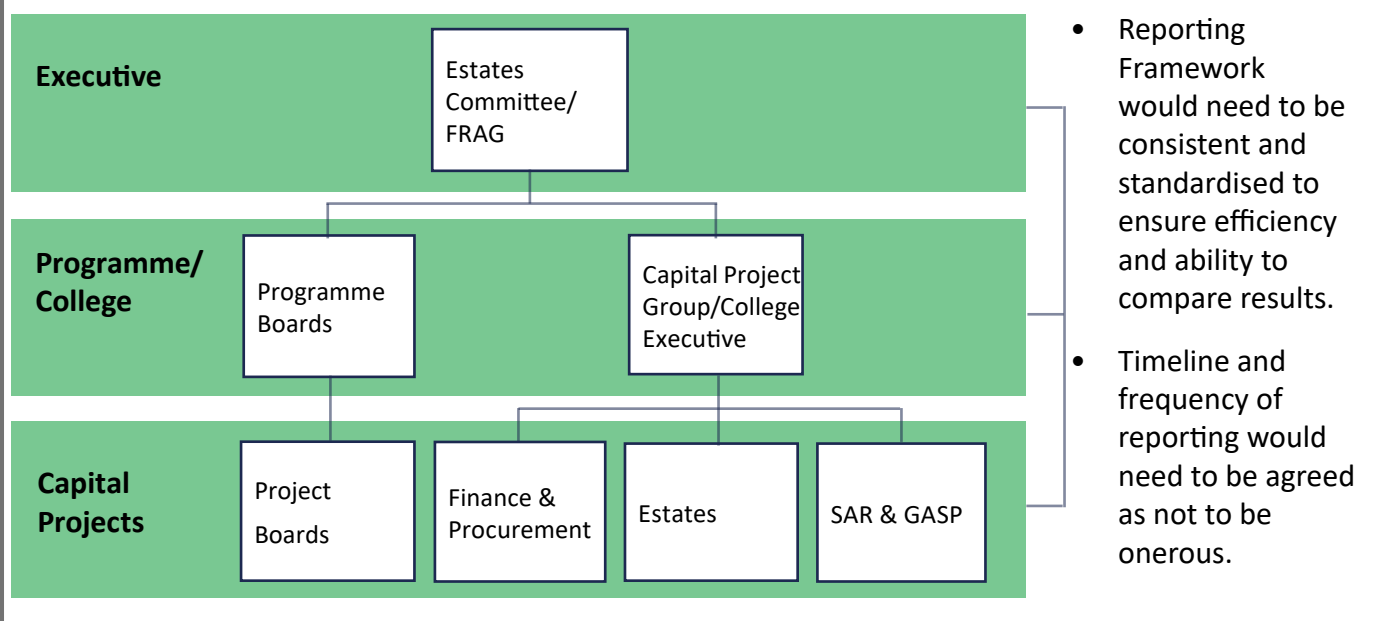 Executive
Estates
Committee/
FRAG
Programme/
College
Programme
Boards
Capital Project
Group/College
Executive
Capital
Projects
Project
Boards
Finance &
Procurement
Estates
SAR & GASP
• Reporting
Framework
would need to be
consistent and
standardised to
ensure efficiency
and ability to
compare results.
• Timeline and
frequency of
reporting would
need to be agreed
as not to be
onerous.